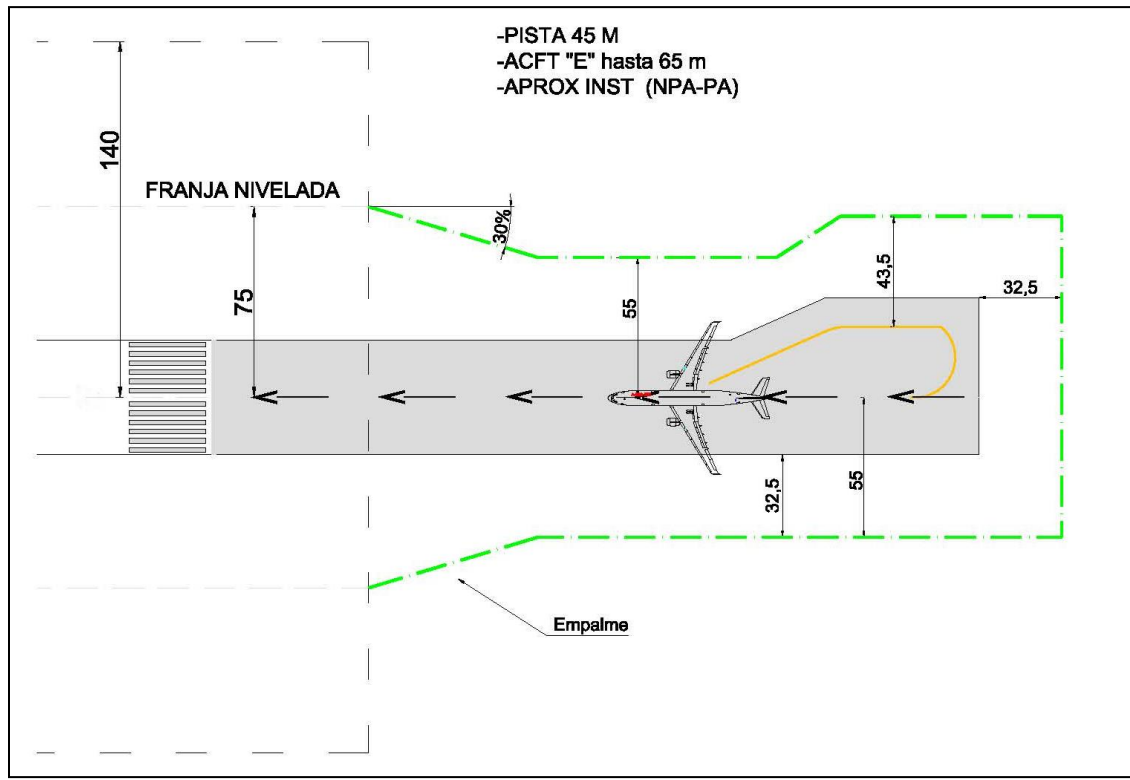 -PISTA 45 M
-ACFT "E" hasta 65 m
-APROX INST (NPA-PA)
140
FRANJA NIVELADA
75
30%
55
43,5
32,5
32,5
55
Empalme